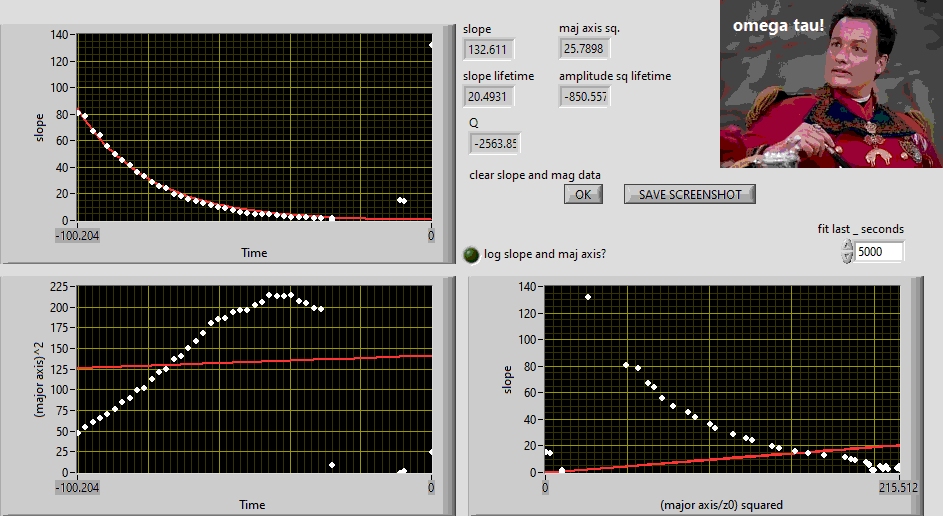 140
120
100
80
60
40
20
0
slope
-100.204
0
Time
slope
132.611
maj axis sq.
25.7898
slope lifetime
20.4931
amplitude sq lifetime
-850.557
Q
-2563.85
clear slope and mag data
OK
SAVE SCREENSHOT
omega tau!
log slope and maj axis?
fit last _ seconds
5000
225
200
175
150
125
100
75
50
25
0
(major axis)^2
-100.204
0
Time
140
120
100
80
60
40
20
0
slope
0
215.512
(major axis/z0) squared